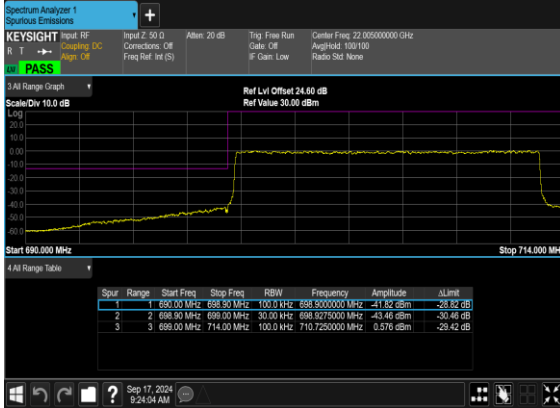 Spectrum Analyzer 1
Spurious Emissions
+
KEYSIGHT Input: RF Input Z: 50 Ω Atten: 20 dB Trig: Free Run Center Freq: 22.005000000 GHz
R T Coupling: DC Corrections: Off Gate: Off Avg|Hold: 100/100
Align: Off Freq Ref: Int (S) IF Gain: Low Radio Std: None
PASS
3 All Range Graph
Ref Lvl Offset 24.60 dB
Scale/Div 10.0 dB Ref Value 30.00 dBm
Log
20.0
10.0
0.00
-10.0
-20.0
-30.0
-40.0
-50.0
-60.0
Start 690.000 MHz Stop 714.000 MH
4 All Range Table
Spur Range Start Freq Stop Freq RBW Frequency Amplitude ΔLimit
1 1 690.00 MHz 698.90 MHz 100.0 kHz 698.9000000 MHz -41.82 dBm -28.82 dB
2 2 698.90 MHz 699.00 MHz 30.00 kHz 698.9275000 MHz -43.46 dBm -30.46 dB
3 3 699.00 MHz 714.00 MHz 100.0 kHz 710.7250000 MHz 0.576 dBm -29.42 dB
? Sep 17, 2024
9:24:04 AM